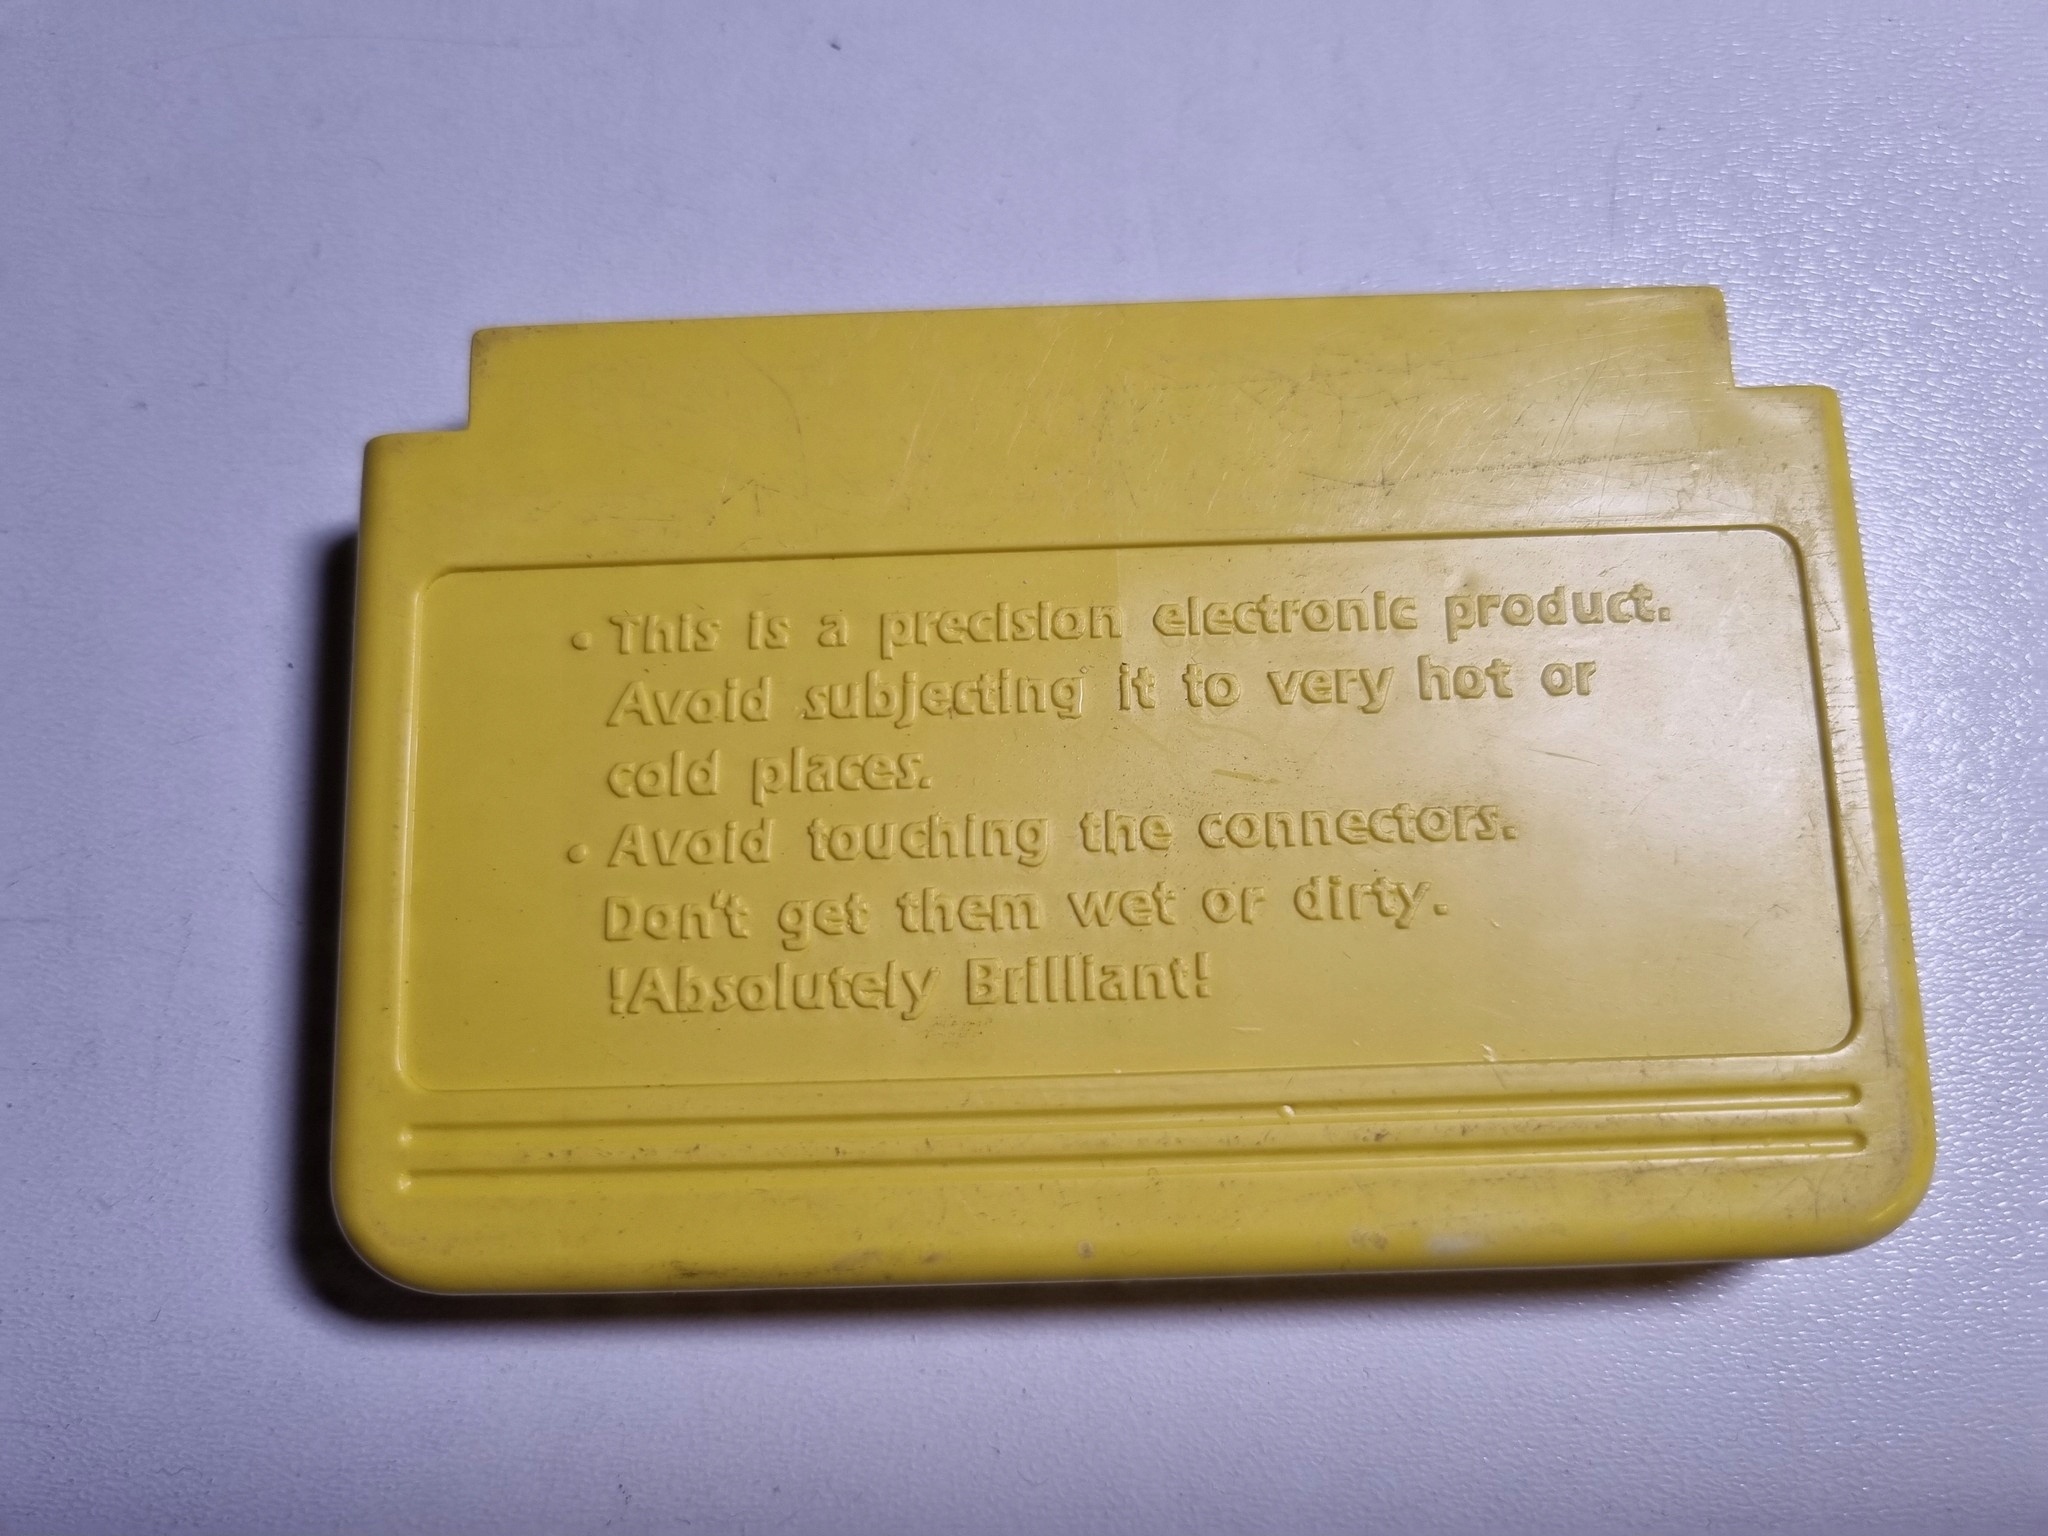 • This is a precision electronic product.
Avoid subjecting it to very hot or
cold places.
• Avoid touching the connectors.
Don't get them wet or dirty.
!Absolutely Brilliant!